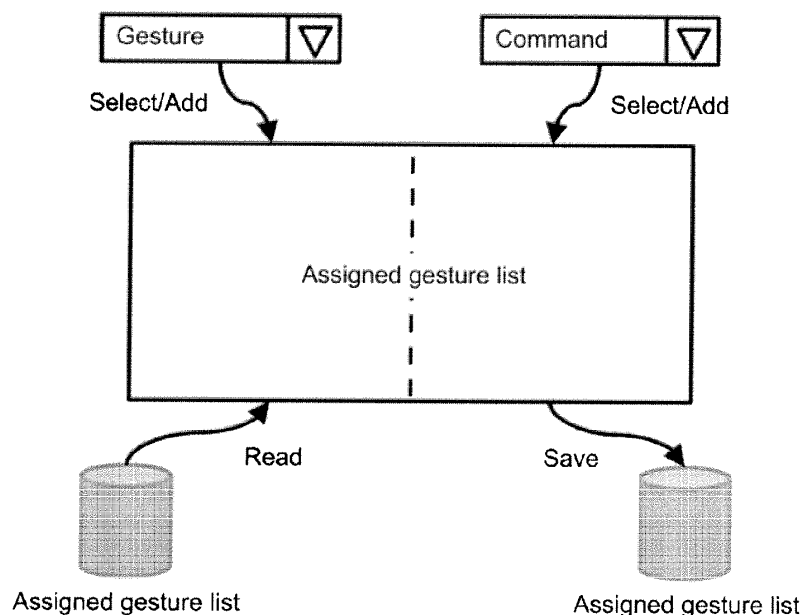 Gesture
Command
Select/Add
Select/Add
Assigned gesture list
Read
Save
Assigned gesture list
Assigned gesture list